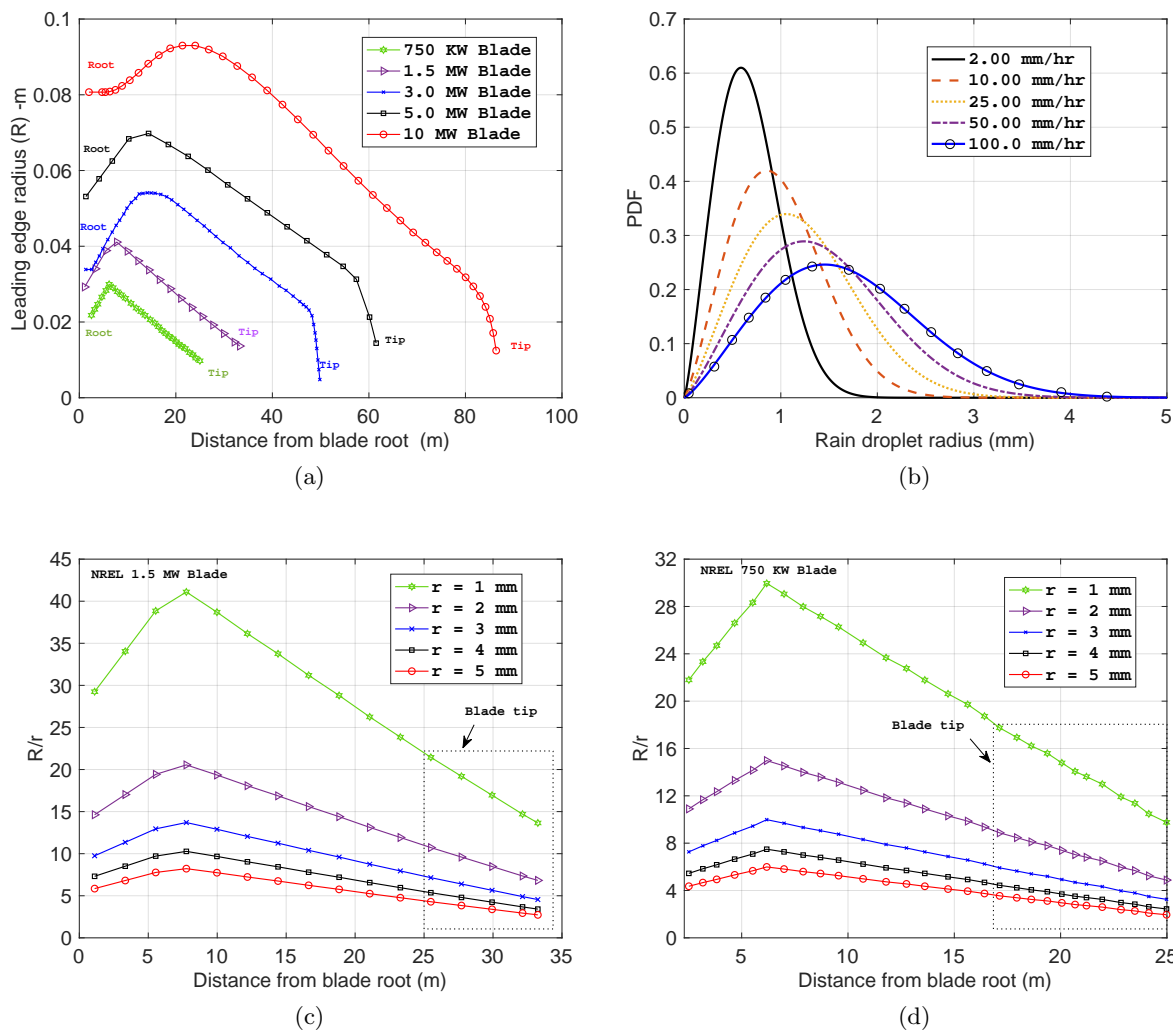 0.1
0.08
0.06
0.04
0.02
0
Leading edge radius (R) -m
Root
Root
Root
Root
Tip
Tip
Tip
Tip
Tip
750 KW Blade
1.5 MW Blade
3.0 MW Blade
5.0 MW Blade
10 MW Blade
0 20 40 60 80 100
Distance from blade root (m)
(a)
0.6
0.5
0.4
0.3
0.2
0.1
0
PDF
2.00 mm/hr
10.00 mm/hr
25.00 mm/hr
50.00 mm/hr
100.0 mm/hr
0 1 2 3 4 5
Rain droplet radius (mm)
(b)
45
40
35
30
25
20
15
10
5
0
R/r
NREL 1.5 MW Blade
r = 1 mm
r = 2 mm
r = 3 mm
r = 4 mm
r = 5 mm
Blade tip
0 5 10 15 20 25 30 35
Distance from blade root (m)
(c)
32
28
24
20
16
12
8
4
0
R/r
NREL 750 KW Blade
r = 1 mm
r = 2 mm
r = 3 mm
r = 4 mm
r = 5 mm
Blade tip
5 10 15 20 25
Distance from blade root (m)
(d)